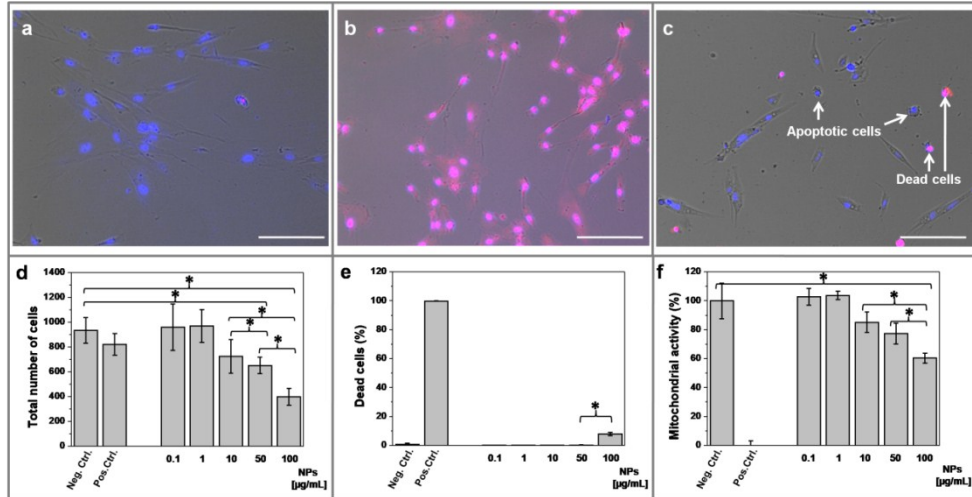 a
b
c
Apoptotic cells
Dead cells
d
Total number of cells
1400
1200
1000
800
600
400
200
0
*
*
*
*
*
Neg. Ctrl.
Pos.Ctrl.
0.1 1 10 50 100
NPs
[µg/mL]
e
Dead cells (%)
120
100
80
60
40
20
0
*
Neg. Ctrl.
Pos. Ctrl.
0.1 1 10 50 100
NPs
[µg/mL]
f
Mitochondrial activity (%)
120
100
80
60
40
20
0
*
*
*
Neg. Ctrl.
Pos.Ctrl.
0.1 1 10 50 100
NPs
[µg/mL]